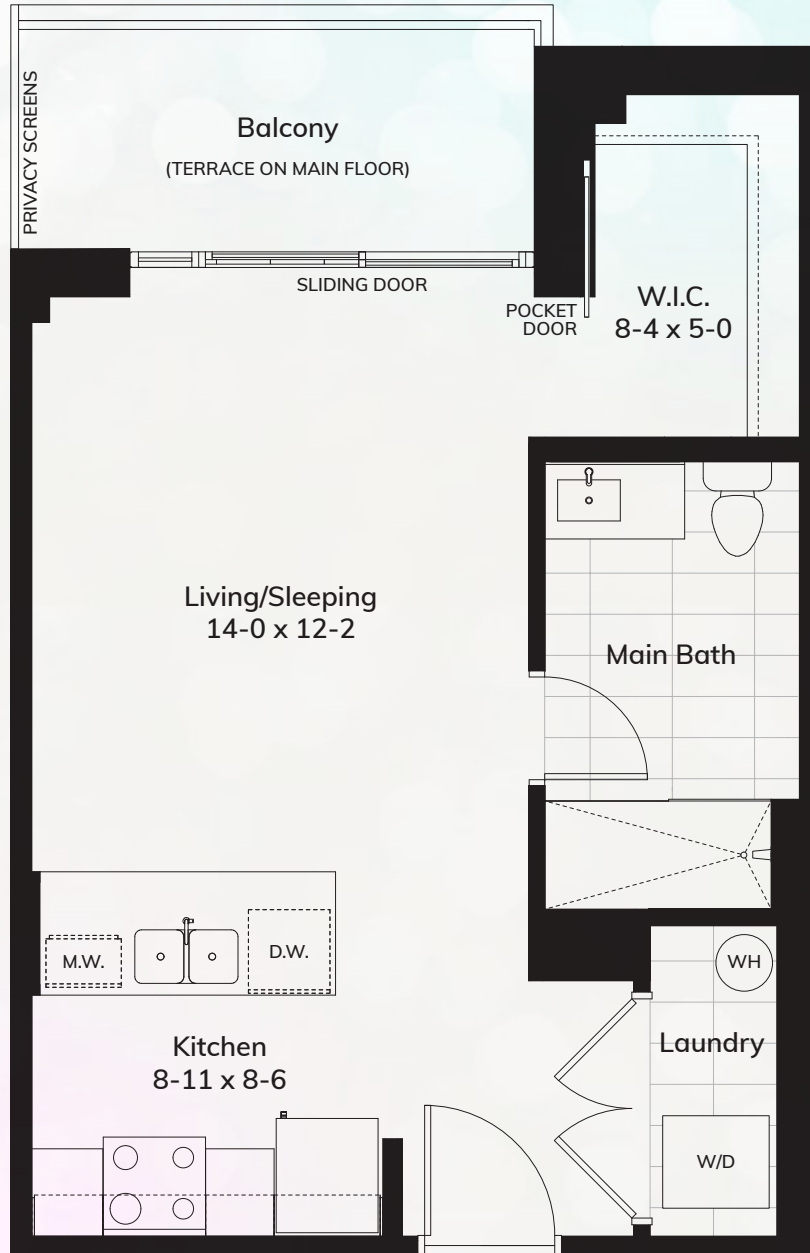 PRIVACY SCREENS
Balcony
(TERRACE ON MAIN FLOOR)
SLIDING DOOR
POCKET
DOOR
W.I.C.
8-4 x 5-0
Living/Sleeping
14-0 x 12-2
Main Bath
M.W.
D.W.
WH
Kitchen
8-11 x 8-6
Laundry
W/D